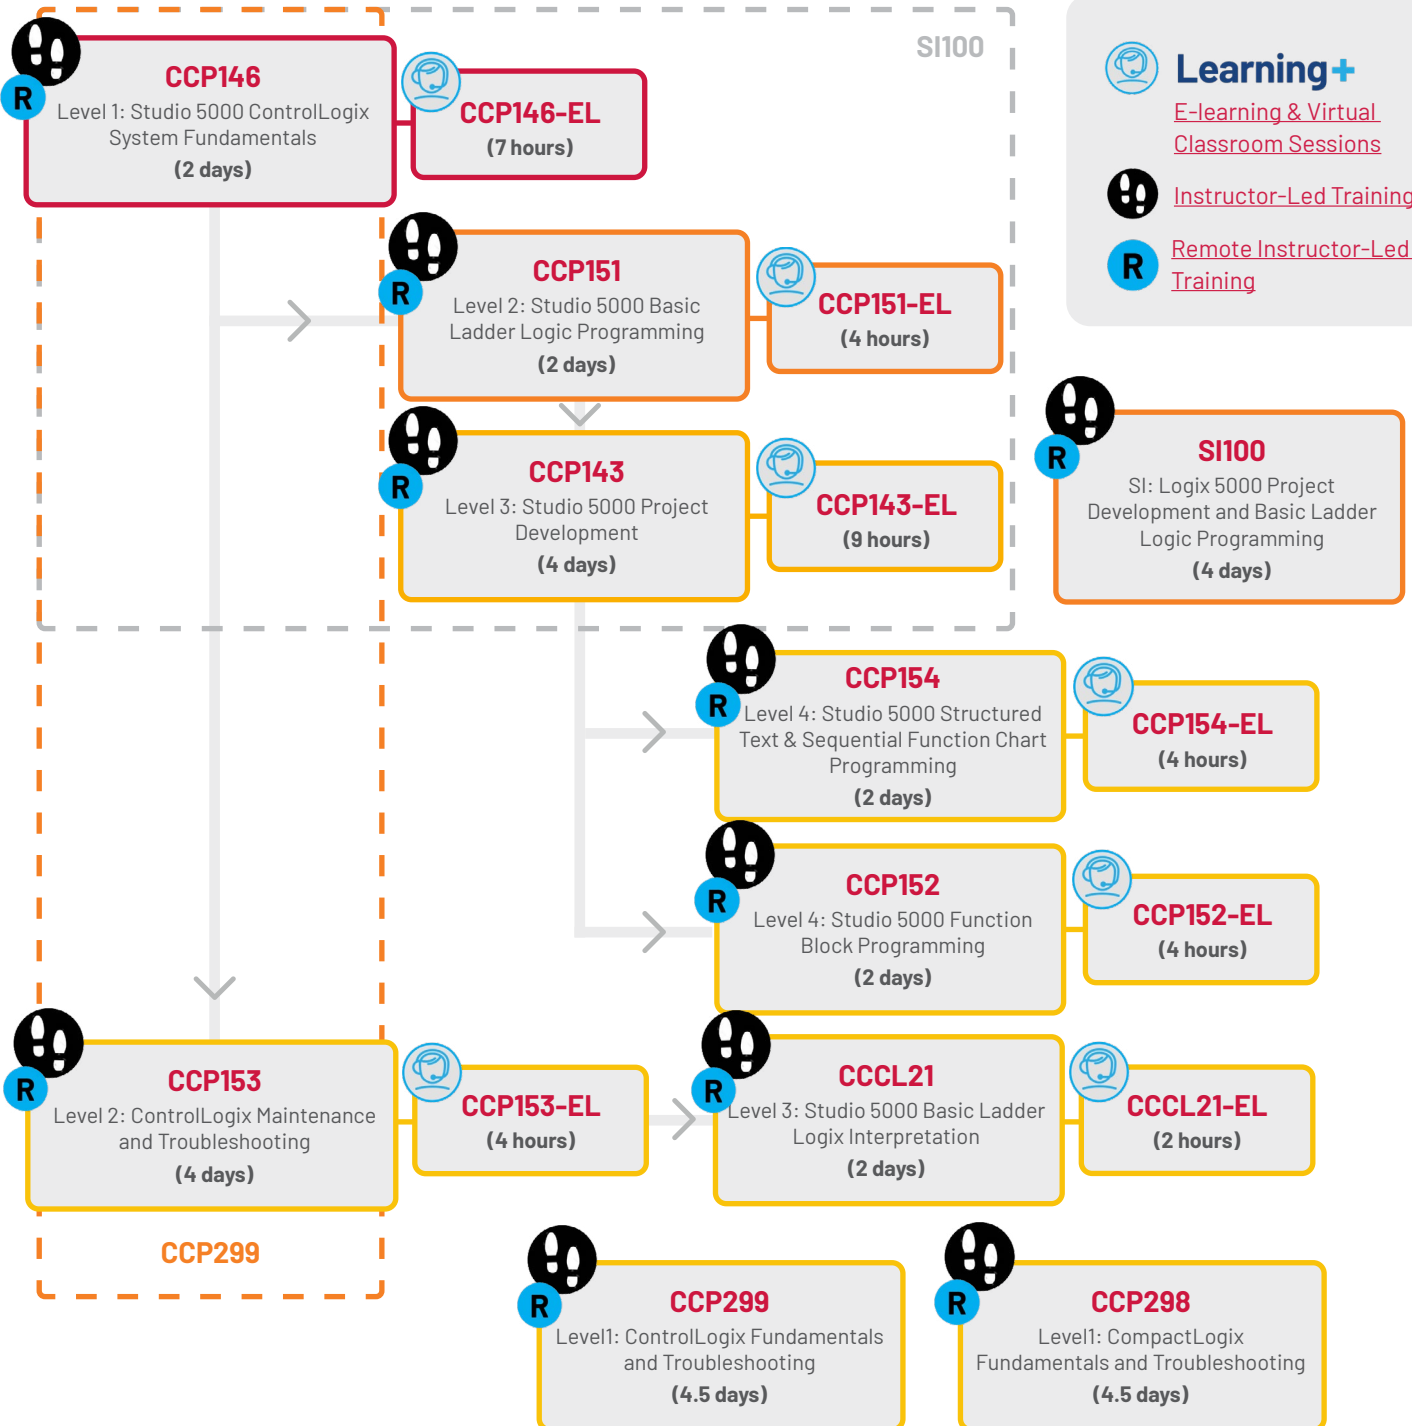 SI100
CCP146
Level 1: Studio 5000 ControlLogix
System Fundamentals
(2 days)
R
CCP146-EL
(7 hours)
Learning+
E-learning & Virtual
Classroom Sessions
Instructor-Led Training
R
Remote Instructor-Led
Training
CCP151
Level 2: Studio 5000 Basic
Ladder Logic Programming
(2 days)
R
CCP151-EL
(4 hours)
CCP143
Level 3: Studio 5000 Project
Development
(4 days)
R
CCP143-EL
(9 hours)
SI100
SI: Logix 5000 Project
Development and Basic Ladder
Logic Programming
(4 days)
R
CCP154
Level 4: Studio 5000 Structured
Text & Sequential Function Chart
Programming
(2 days)
R
CCP154-EL
(4 hours)
CCP152
Level 4: Studio 5000 Function
Block Programming
(2 days)
R
CCP152-EL
(4 hours)
CCP153
Level 2: ControlLogix Maintenance
and Troubleshooting
(4 days)
R
CCP153-EL
(4 hours)
CCCL21
Level 3: Studio 5000 Basic Ladder
Logix Interpretation
(2 days)
R
CCCL21-EL
(2 hours)
CCP299
CCP299
Level1: ControlLogix Fundamentals
and Troubleshooting
(4.5 days)
R
CCP298
Level1: CompactLogix
Fundamentals and Troubleshooting
(4.5 days)
R